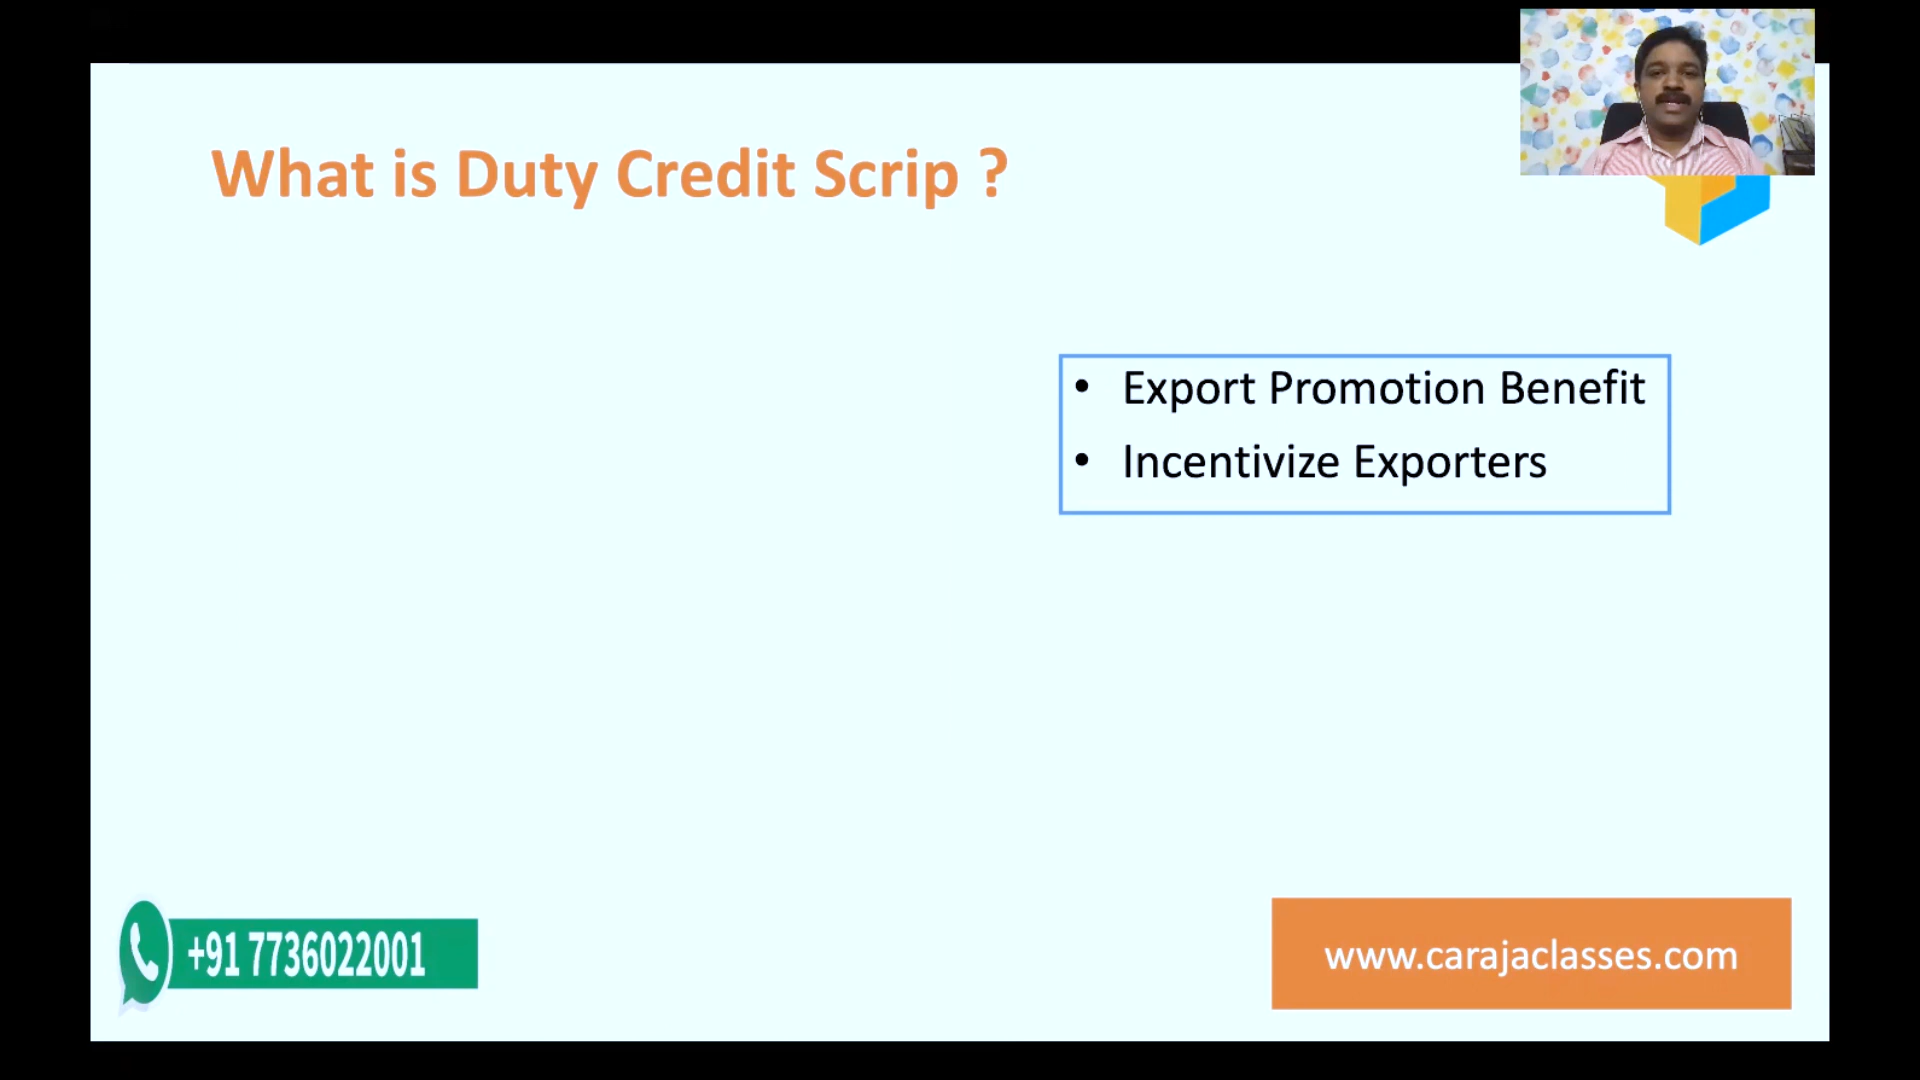 What is Duty Credit Scrip ?
• Export Promotion Benefit
• Incentivize Exporters
+91 7736022001
www.carajaclasses.com